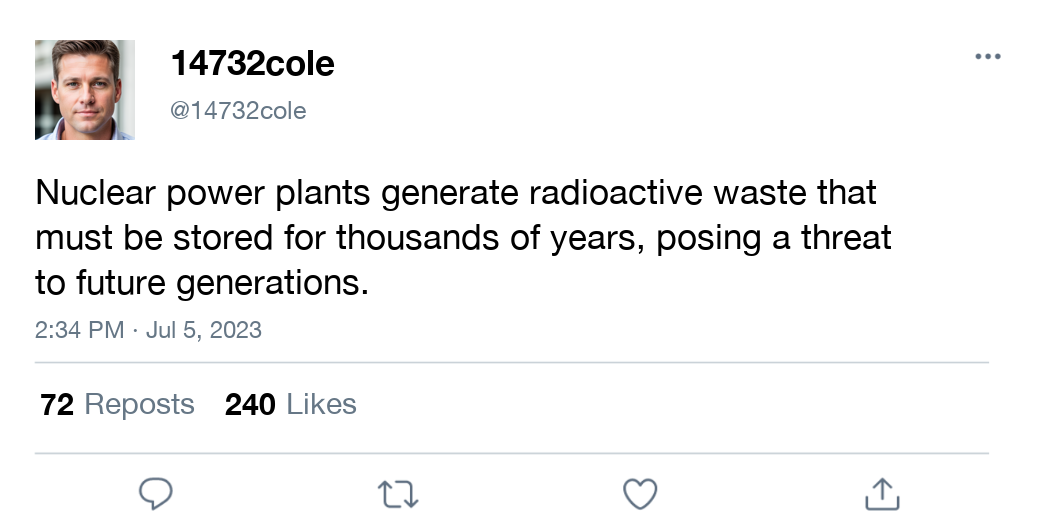 14732cole
@14732cole
Nuclear power plants generate radioactive waste that
must be stored for thousands of years, posing a threat
to future generations.
2:34 PM · Jul 5, 2023
72 Reposts 240 Likes